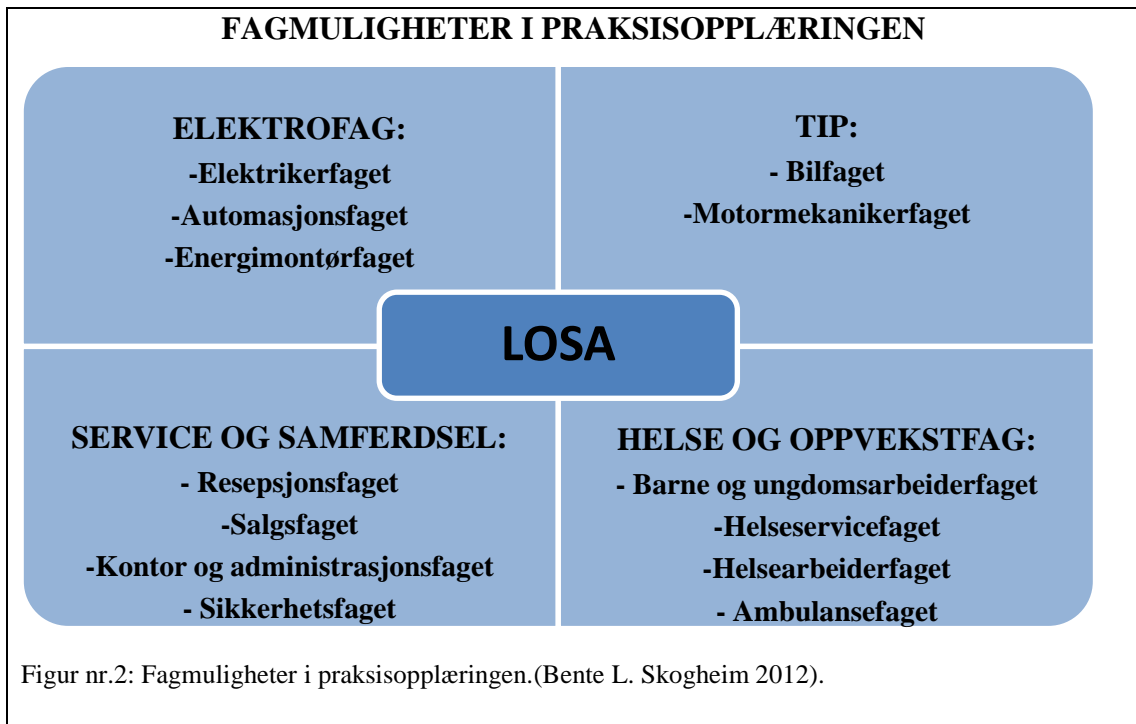 FAGMULIGHETER I PRAKSISOPPLÆRINGEN
ELEKTROFAG:
-Elektrikerfaget
-Automasjonsfaget
-Energimontørfaget
TIP:
- Bilfaget
-Motormekanikerfaget
LOSA
SERVICE OG SAMFERDSEL:
- Resepsjonsfaget
-Salgsfaget
-Kontor og administrasjonsfaget
- Sikkerhetsfaget
HELSE OG OPPVEKSTFAG:
- Barne og ungdomsarbeiderfaget
-Helseservicefaget
-Helsearbeiderfaget
- Ambulansefaget
Figur nr.2: Fagmuligheter i praksisopplæringen.(Bente L. Skogheim 2012).